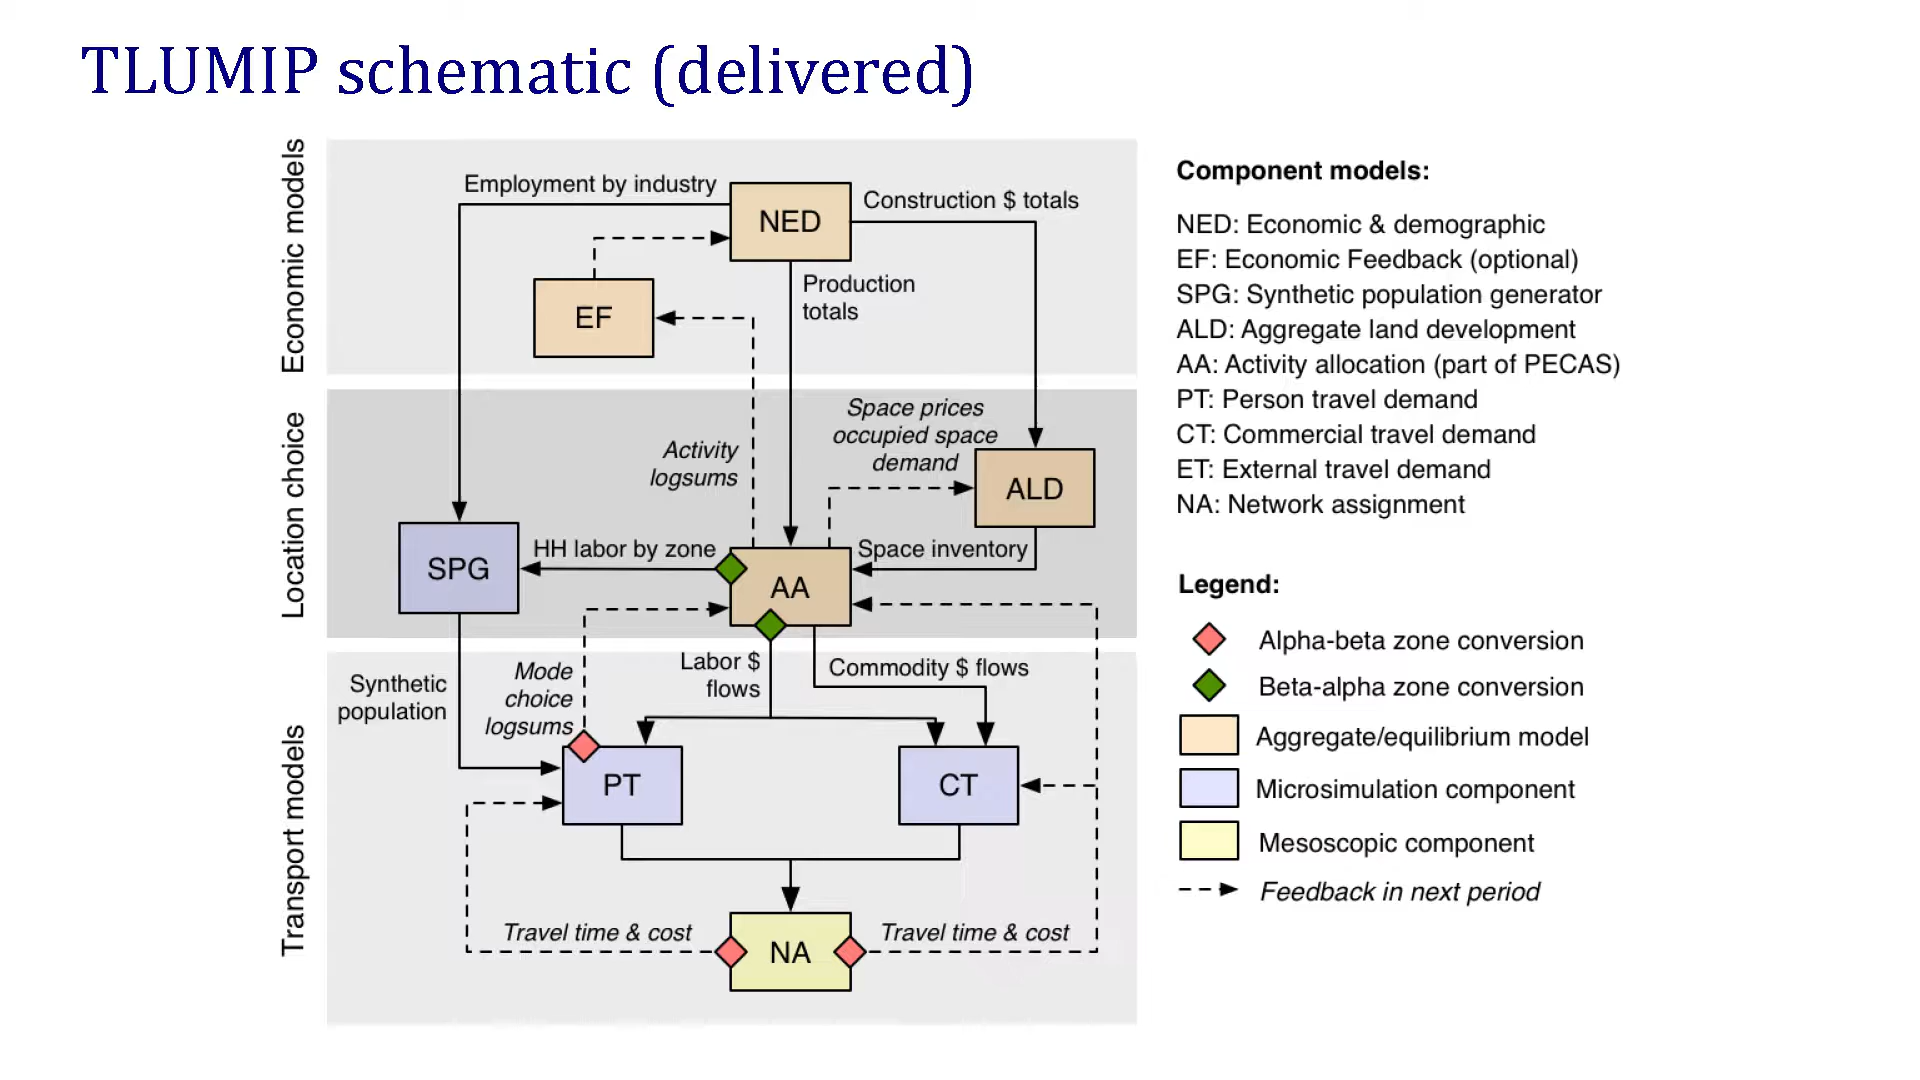 TLUMIP schematic (delivered)
Economic models
Employment by industry
NED
Construction $ totals
EF
Production
totals
Location choice
Space prices
occupied space
demand
Activity
logsums
ALD
SPG
HH labor by zone
AA
Space inventory
Transport models
Synthetic
population
Mode
choice
logsums
Labor $
flows
Commodity $ flows
PT
CT
Travel time & cost
NA
Travel time & cost
Component models:
NED: Economic & demographic
EF: Economic Feedback (optional)
SPG: Synthetic population generator
ALD: Aggregate land development
AA: Activity allocation (part of PECAS)
PT: Person travel demand
CT: Commercial travel demand
ET: External travel demand
NA: Network assignment
Legend:
Alpha-beta zone conversion
Beta-alpha zone conversion
Aggregate/equilibrium model
Microsimulation component
Mesoscopic component
Feedback in next period